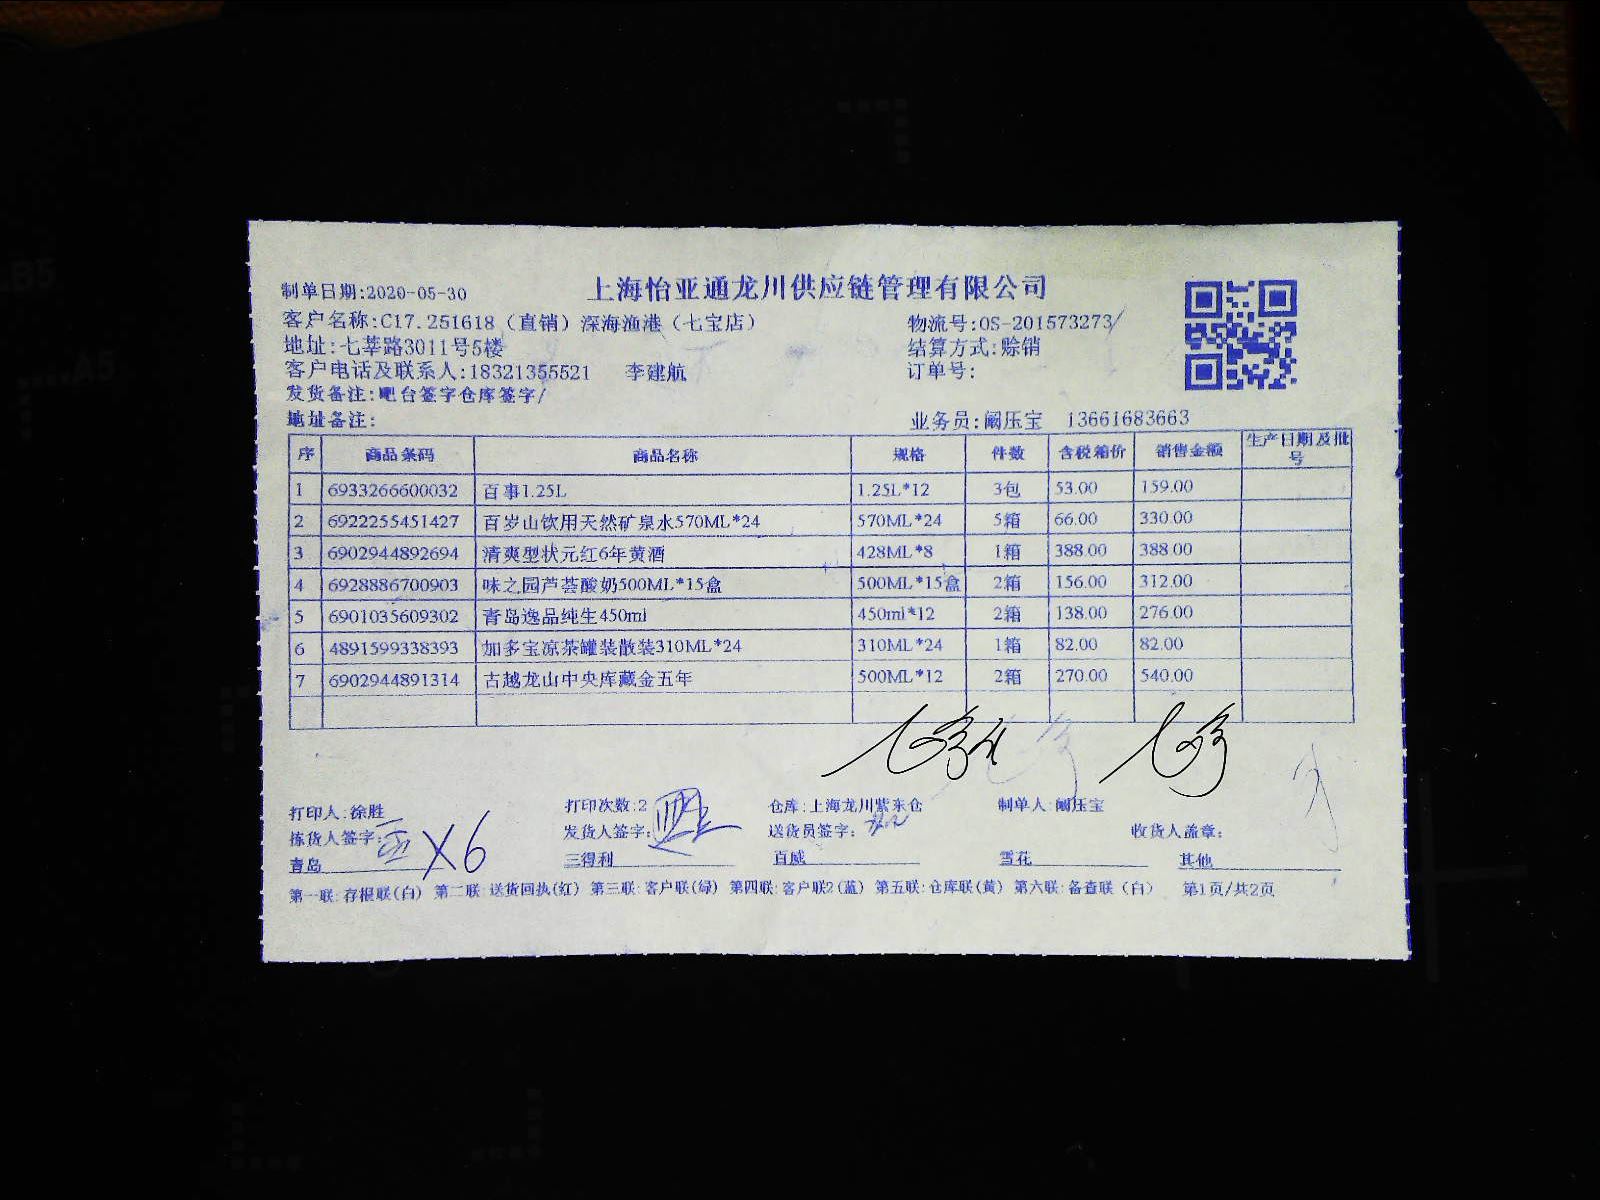 上海怡亚通龙川供应链管理有限公司
制单日期:2020-05-30
客户名称:C17.251618（直销）深海渔港（七宝店） 物流号:OS-201573273/
地址:七莘路3011号5楼 结算方式:赊销
客户电话及联系人:18321355521 李建航 订单号:
发货备注:吧台签字仓库签字/
地址备注: 业务员:阚压宝 13661683663
序 商品条码 商品名称 规格 件数 含税箱价 销售金额 生产日期及批号
1 6933266600032 百事1.25L 1.25L*12 3包 53.00 159.00
2 6922255451427 百岁山饮用天然矿泉水570ML*24 570ML*24 5箱 66.00 330.00
3 6902944892694 清爽型状元红6年黄酒 428ML*8 1箱 388.00 388.00
4 6928886700903 味之园芦荟酸奶500ML*15盒 500ML*15盒 2箱 156.00 312.00
5 6901035609302 青岛逸品纯生450ml 450ml*12 2箱 138.00 276.00
6 4891599338393 加多宝凉茶罐装散装310ML*24 310ML*24 1箱 82.00 82.00
7 6902944891314 古越龙山中央库藏金五年 500ML*12 2箱 270.00 540.00
打印人:徐胜 打印次数:2 仓库:上海龙川紫东仓 制单人:阚压宝
拣货人签字: X6 发货人签字: 送货员签字: 收货人盖章:
青岛 三得利 百威 雪花 其他
第一联:存根联(白) 第二联:送货回执(红) 第三联:客户联(绿) 第四联:客户联2(蓝) 第五联:仓库联(黄) 第六联:备查联（白） 第1页/共2页